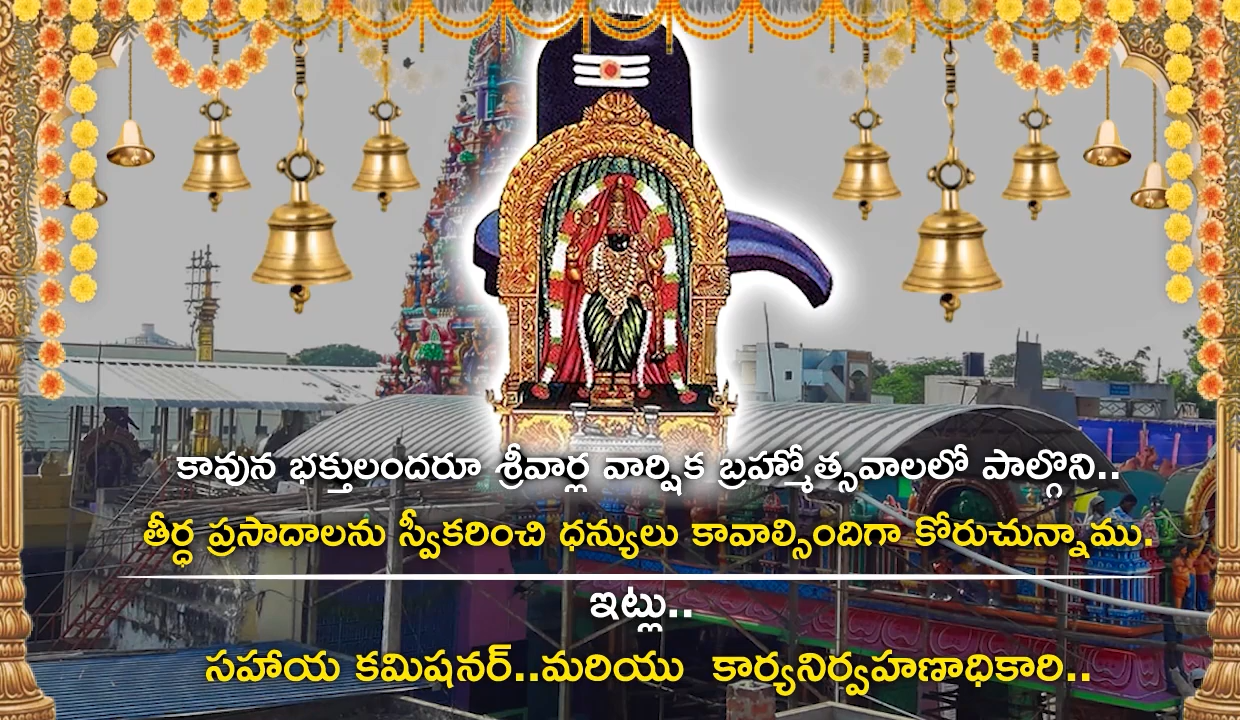 కావున భక్తులందరూ శ్రీవార్ల వార్షిక బ్రహ్మోత్సవాలలో పాల్గొని..
తీర్ధ ప్రసాదాలను స్వీకరించి ధన్యులు కావాల్సిందిగా కోరుచున్నాము.
ఇట్లు..
సహాయ కమిషనర్..మరియు కార్యనిర్వహణాధికారి..